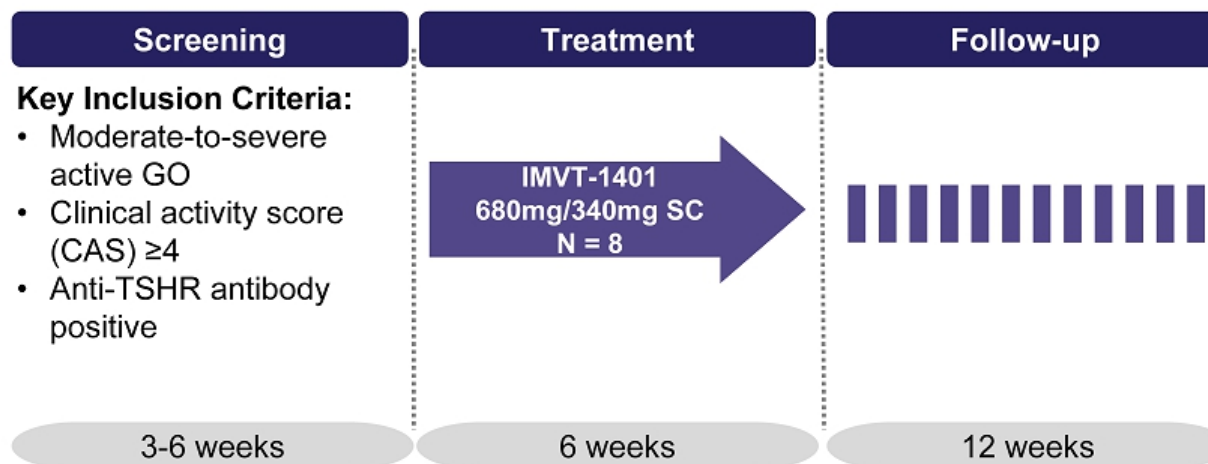 Screening
Treatment
Follow-up
Key Inclusion Criteria:
• Moderate-to-severe
active GO
• Clinical activity score
(CAS) ≥4
• Anti-TSHR antibody
positive
IMVT-1401
680mg/340mg SC
N = 8
3-6 weeks
6 weeks
12 weeks